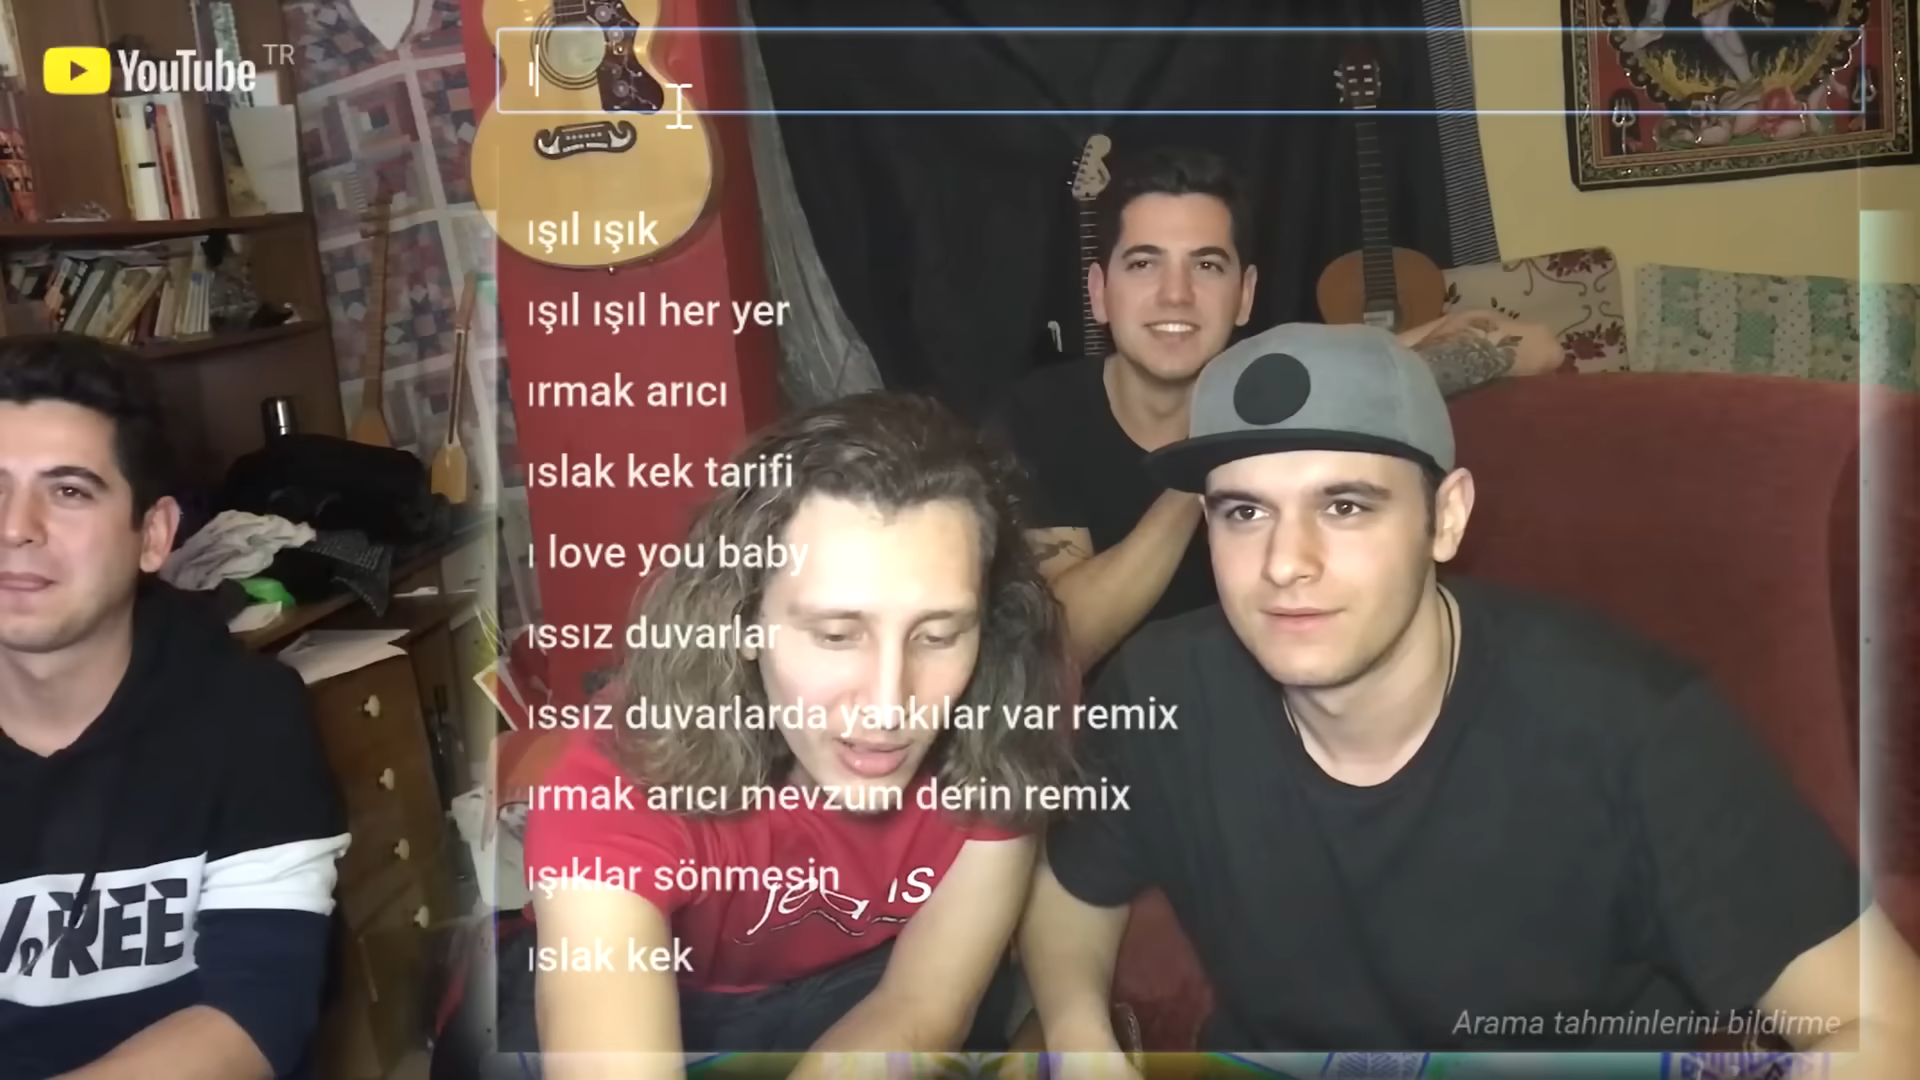 YouTube TR
ı
ışıl ışık
ışıl ışıl her yer
ırmak arıcı
ıslak kek tarifi
ı love you baby
ıssız duvarlar
ıssız duvarlarda yankılar var remix
ırmak arıcı mevzum derin remix
ışıklar sönmesin
ıslak kek
Arama tahminlerini bildirme